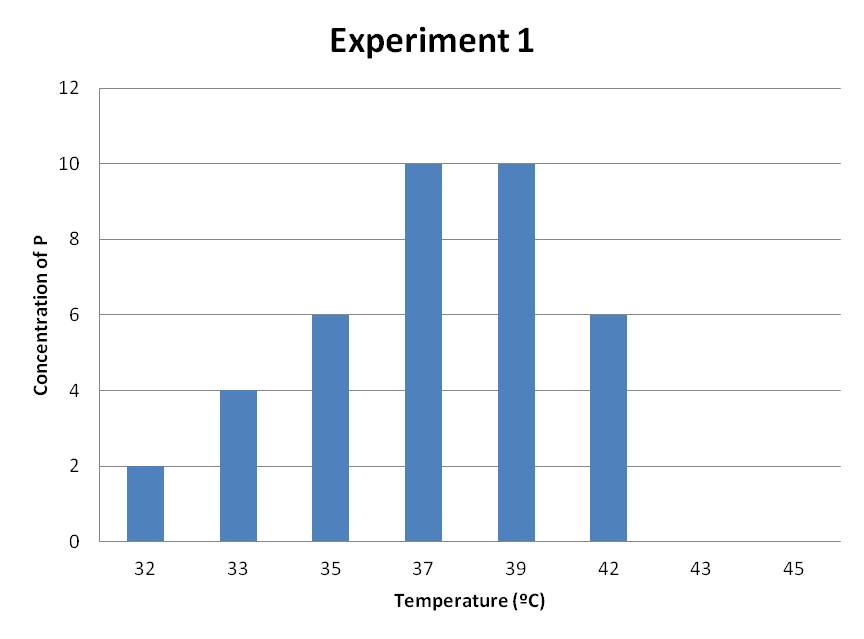 Experiment 1
12
10
8
6
4
2
0
Concentration of P
32 33 35 37 39 42 43 45
Temperature (ºC)